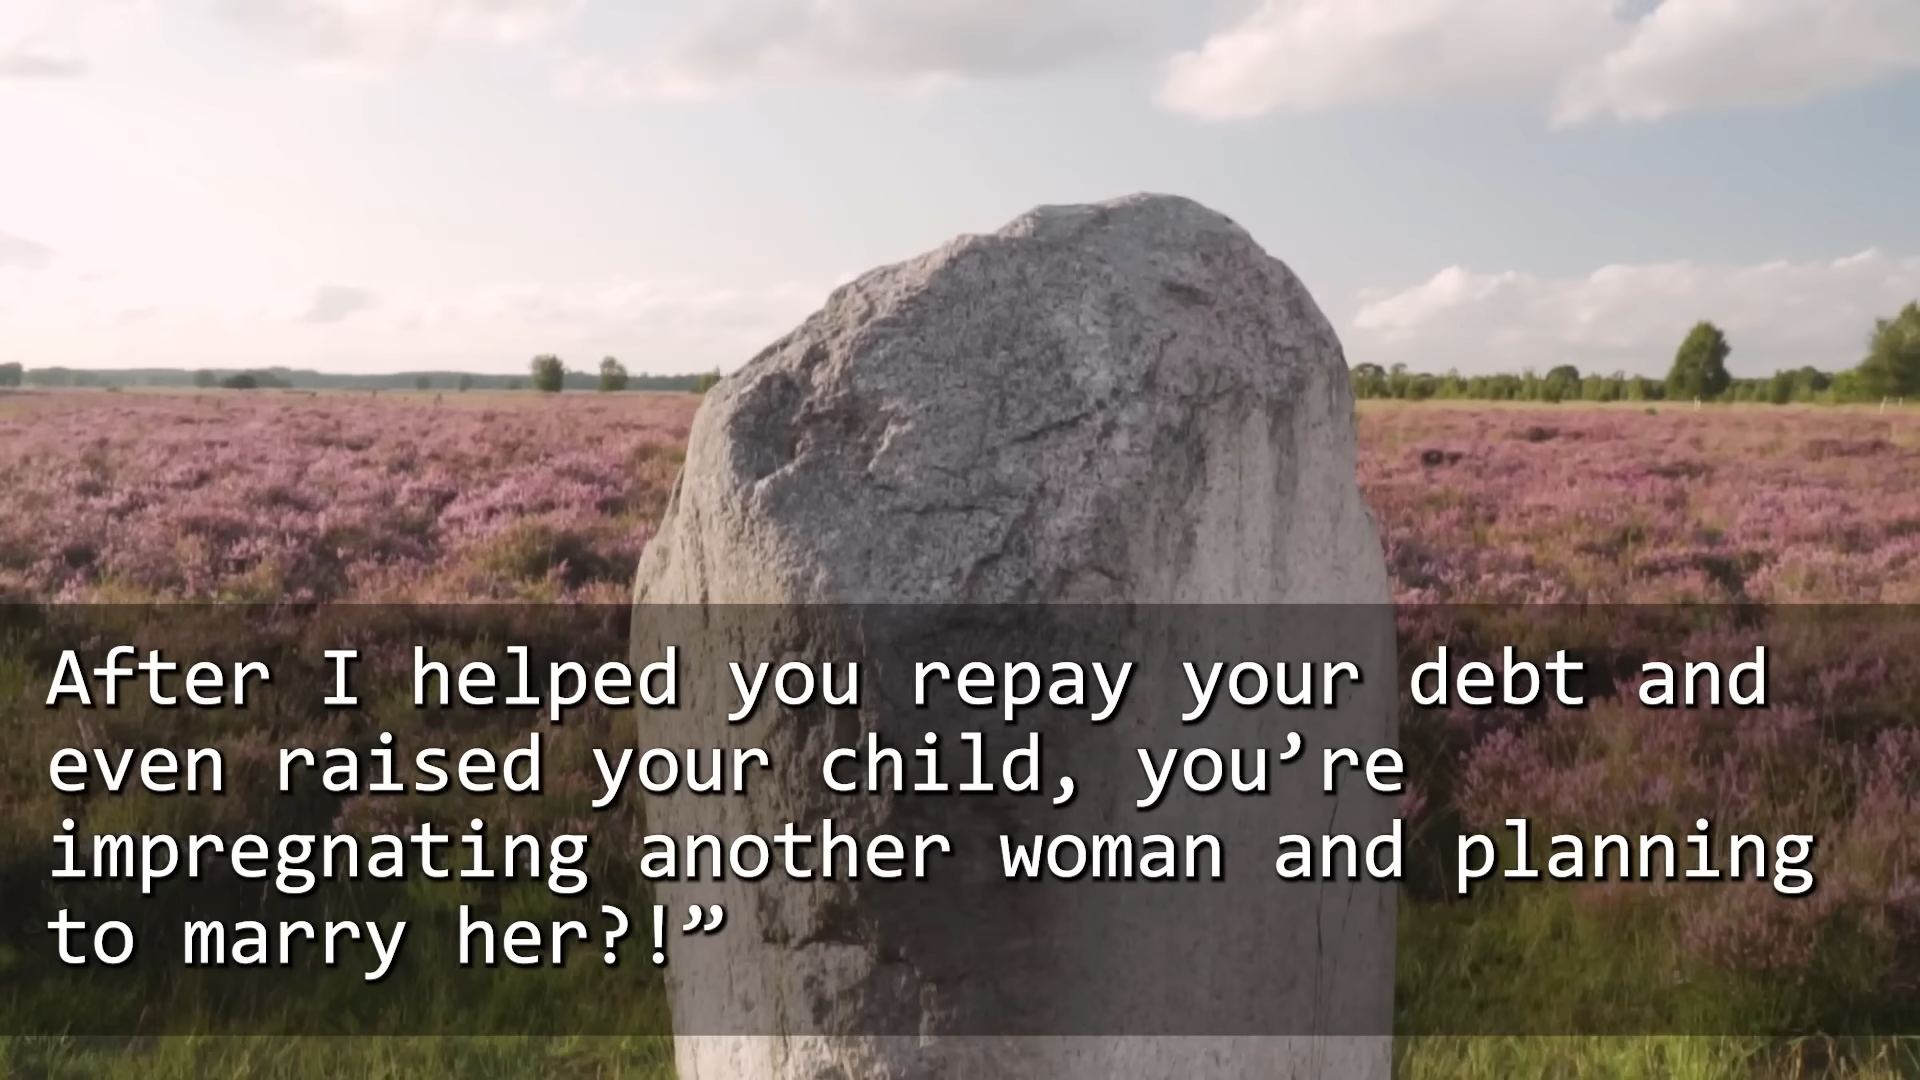 After I helped you repay your debt and
even raised your child, you’re
impregnating another woman and planning
to marry her?!”